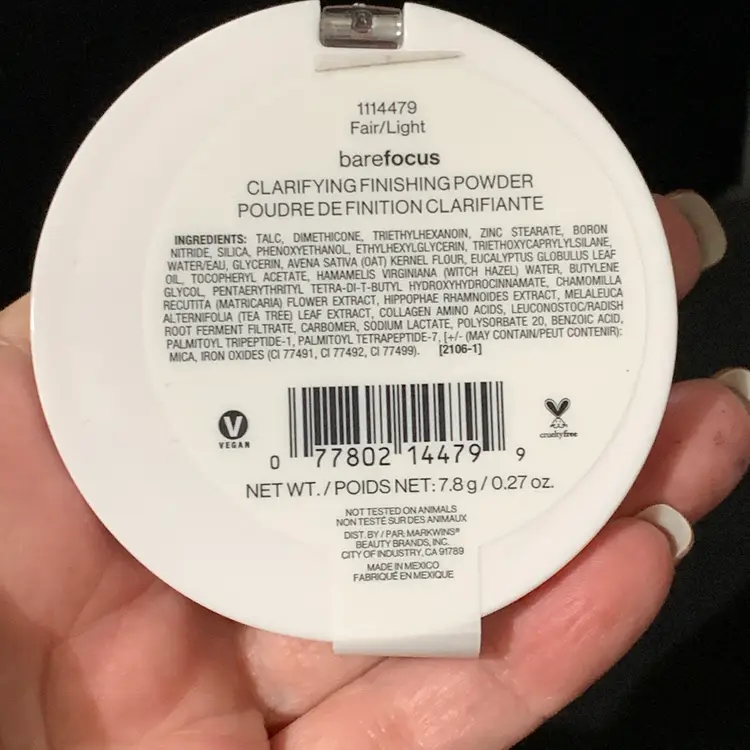 1114479
Fair/Light
barefocus
CLARIFYING FINISHING POWDER
POUDRE DE FINITION CLARIFIANTE
INGREDIENTS: TALC, DIMETHICONE, TRIETHYLHEXANOIN, ZINC STEARATE, BORON
NITRIDE, SILICA, PHENOXYETHANOL, ETHYLHEXYLGLYCERIN, TRIETHOXYCAPRYLYLSILANE,
WATER/EAU, GLYCERIN, AVENA SATIVA (OAT) KERNEL FLOUR, EUCALYPTUS GLOBULUS LEAF
OIL, TOCOPHERYL ACETATE, HAMAMELIS VIRGINIANA (WITCH HAZEL) WATER, BUTYLENE
GLYCOL, PENTAERYTHRITYL TETRA-DI-T-BUTYL HYDROXYHYDROCINNAMATE, CHAMOMILLA
RECUTITA (MATRICARIA) FLOWER EXTRACT, HIPPOPHAE RHAMNOIDES EXTRACT, MELALEUCA
ALTERNIFOLIA (TEA TREE) LEAF EXTRACT, COLLAGEN AMINO ACIDS, LEUCONOSTOC/RADISH
ROOT FERMENT FILTRATE, CARBOMER, SODIUM LACTATE, POLYSORBATE 20, BENZOIC ACID,
PALMITOYL TRIPEPTIDE-1, PALMITOYL TETRAPEPTIDE-7, [+/- (MAY CONTAIN/PEUT CONTENIR):
MICA, IRON OXIDES (CI 77491, CI 77492, CI 77499). [2106-1]
V
VEGAN
0 77802 14479 9
crueltyfree
NET WT. / POIDS NET: 7.8 g / 0.27 oz.
NOT TESTED ON ANIMALS
NON TESTÉ SUR DES ANIMAUX
DIST. BY / PAR: MARKWINS®
BEAUTY BRANDS, INC.
CITY OF INDUSTRY, CA 91789
MADE IN MEXICO
FABRIQUÉ EN MEXIQUE